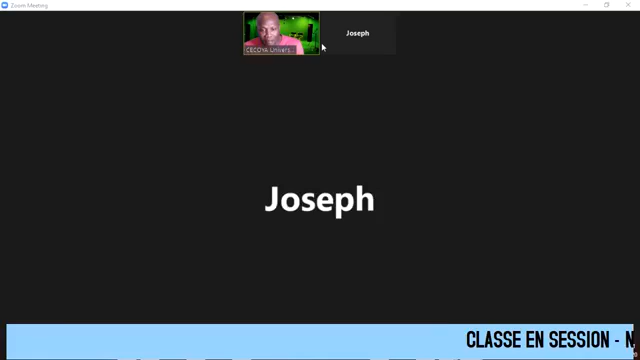 Zoom Meeting
CECOYA Univers...
Joseph
Joseph
CLASSE EN SESSION - N